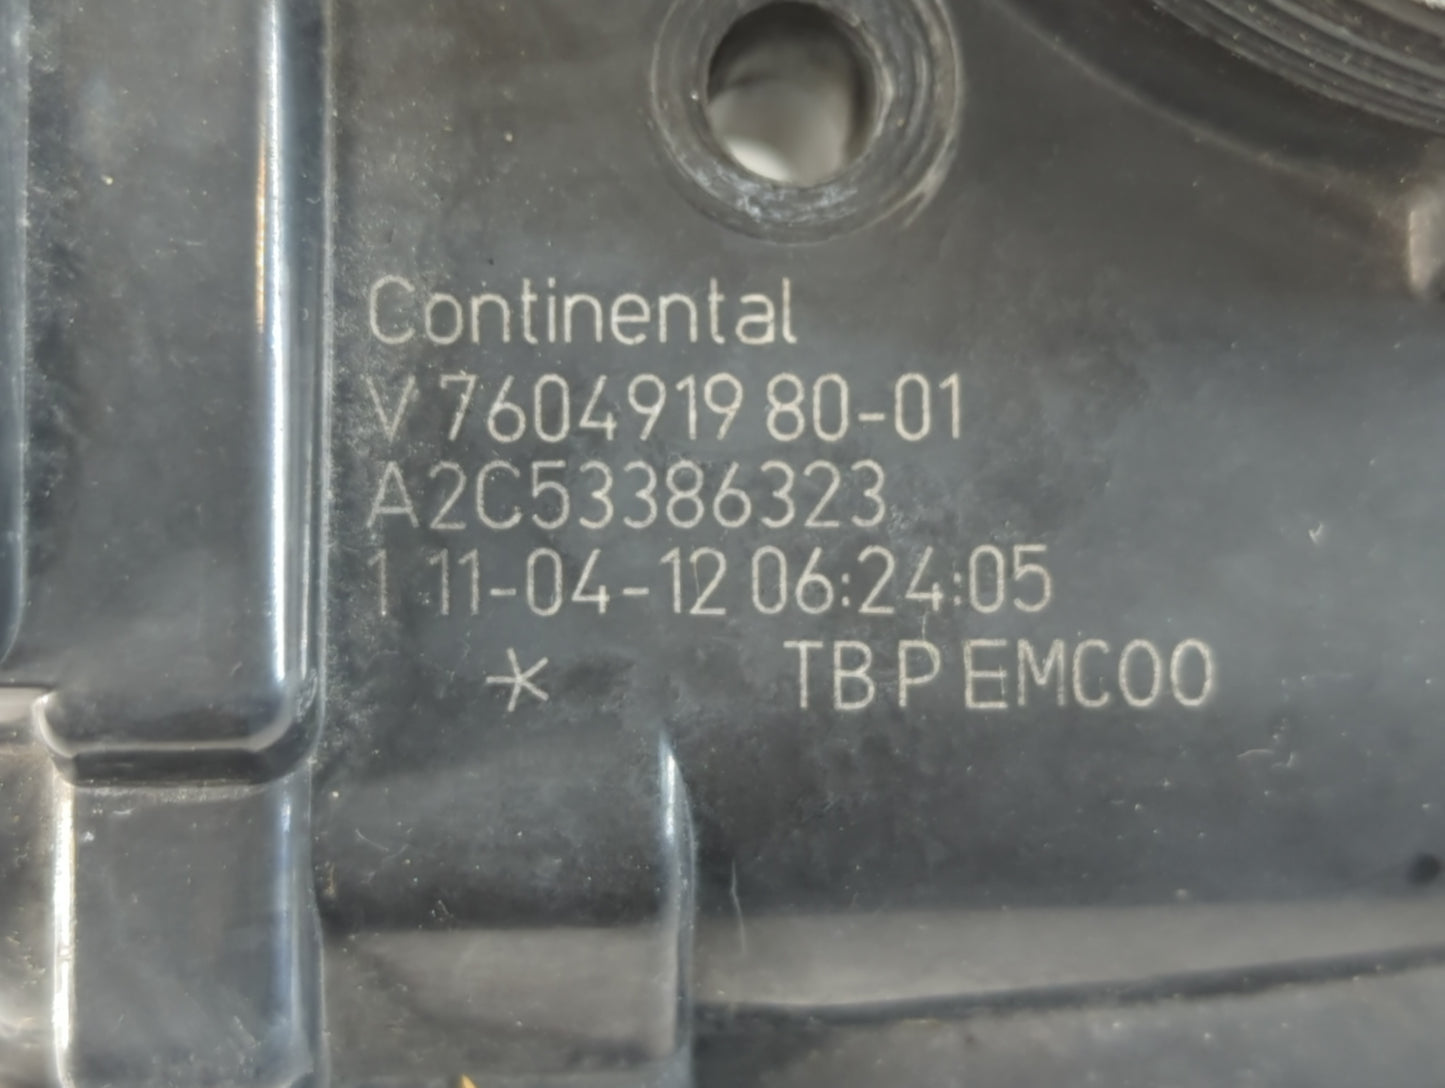 Continental
V 7604919 80-01
A2C53386323
1 11-04-12 06:24:05
* TB P EMC00